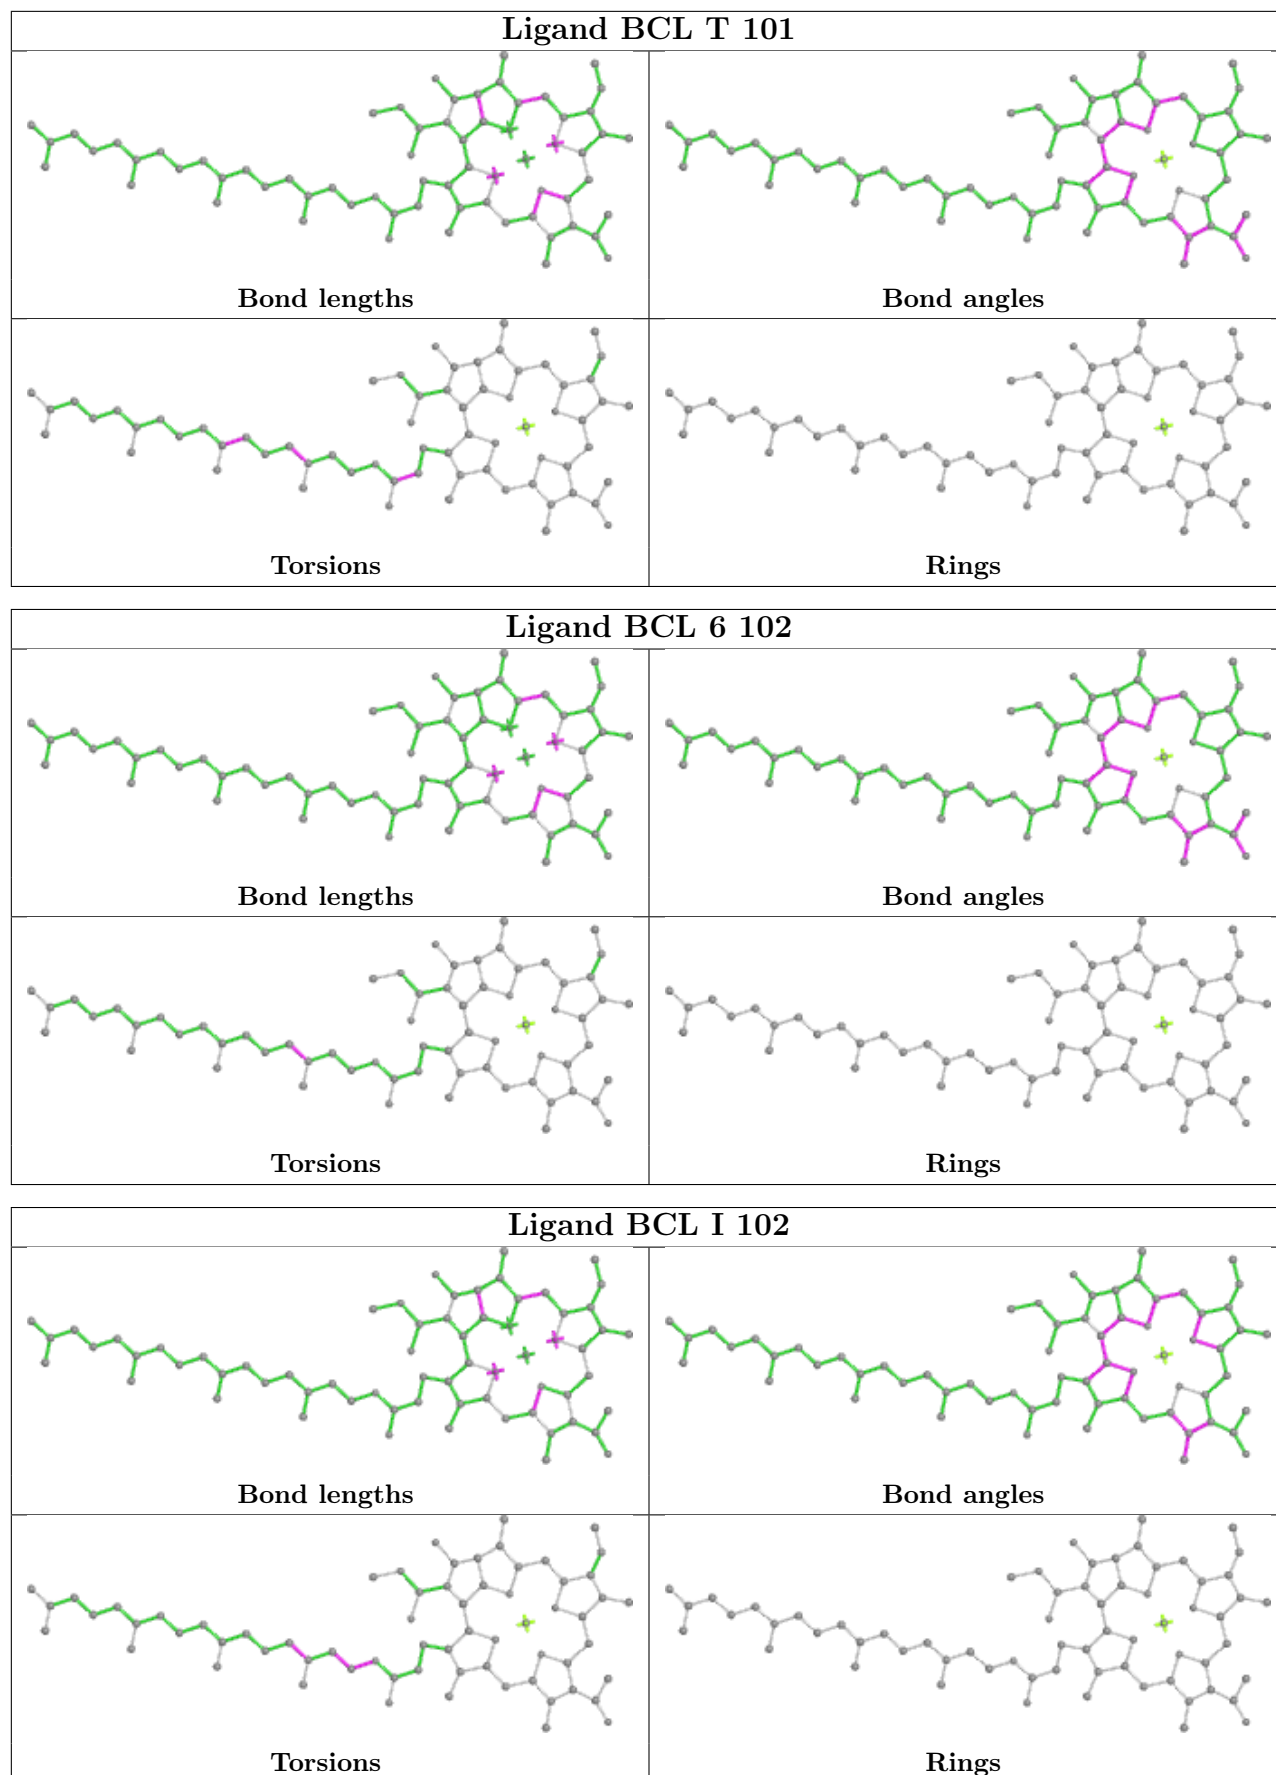 Ligand BCL T 101
Bond lengths
Bond angles
Torsions
Rings
Ligand BCL 6 102
Bond lengths
Bond angles
Torsions
Rings
Ligand BCL I 102
Bond lengths
Bond angles
Torsions
Rings